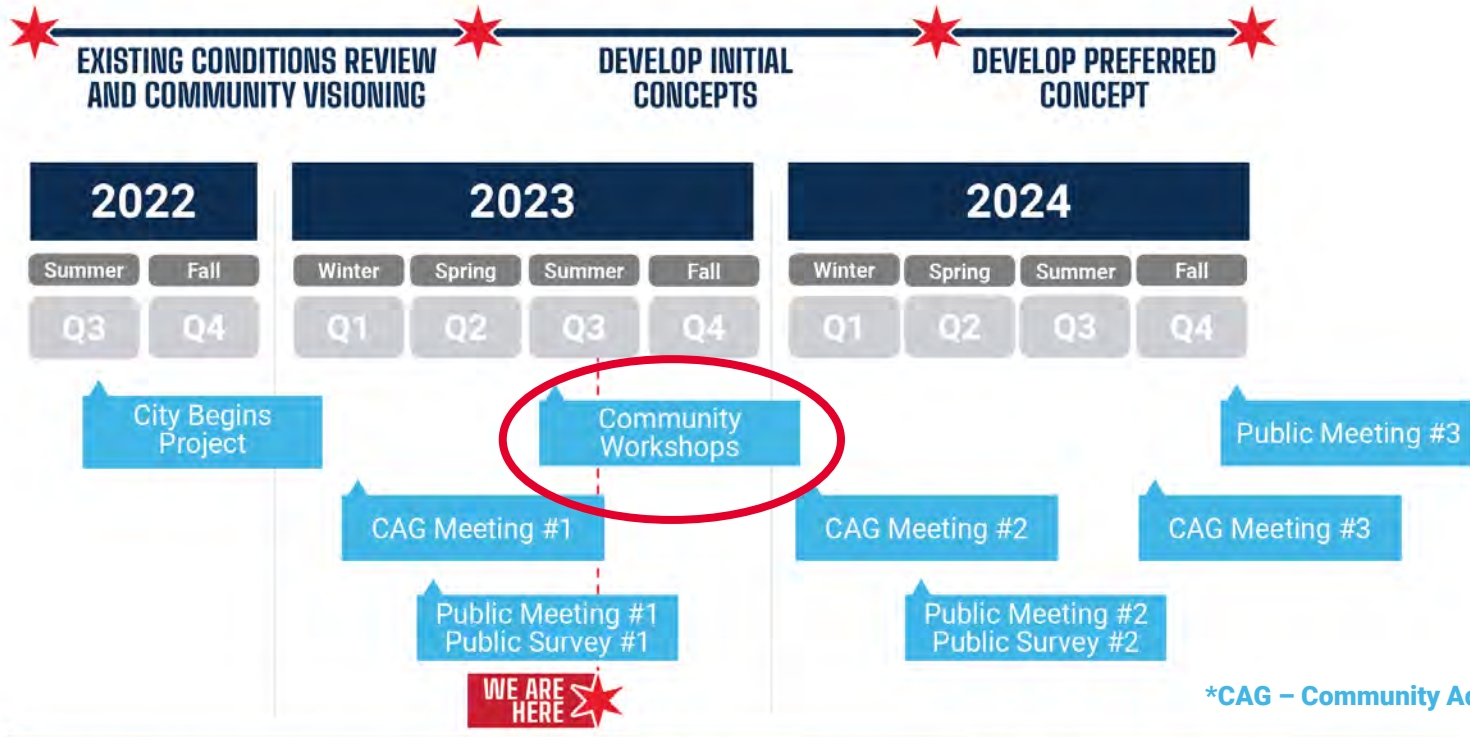 EXISTING CONDITIONS REVIEW
AND COMMUNITY VISIONING
DEVELOP INITIAL
CONCEPTS
DEVELOP PREFERRED
CONCEPT
2022
2023
2024
Summer
Fall
Winter
Spring
Summer
Fall
Winter
Spring
Summer
Fall
Q3
Q4
Q1
Q2
Q3
Q4
Q1
Q2
Q3
Q4
City Begins
Project
Community
Workshops
Public Meeting #3
CAG Meeting #1
CAG Meeting #2
CAG Meeting #3
Public Meeting #1
Public Survey #1
Public Meeting #2
Public Survey #2
WE ARE
HERE
*CAG – Community